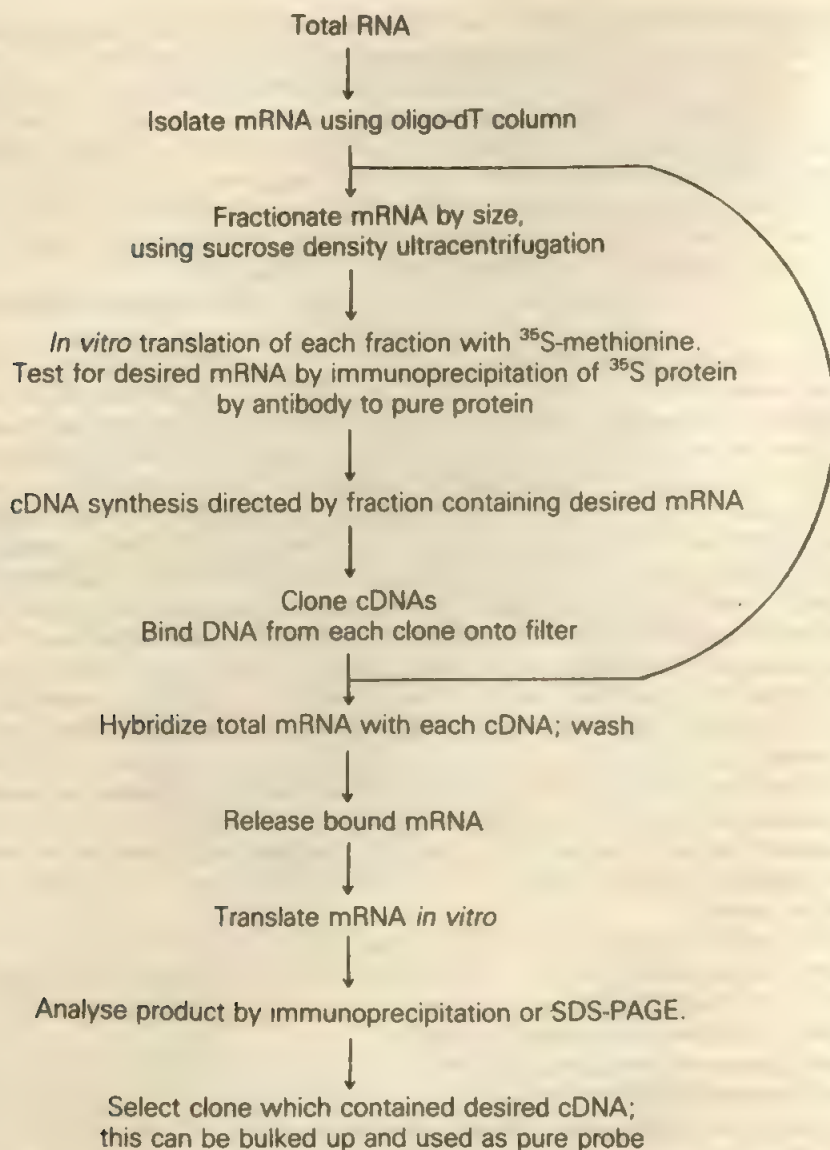 Total RNA
Isolate mRNA using oligo-dT column
Fractionate mRNA by size,
using sucrose density ultracentrifugation
In vitro translation of each fraction with ³⁵S-methionine.
Test for desired mRNA by immunoprecipitation of ³⁵S protein
by antibody to pure protein
cDNA synthesis directed by fraction containing desired mRNA
Clone cDNAs
Bind DNA from each clone onto filter
Hybridize total mRNA with each cDNA; wash
Release bound mRNA
Translate mRNA in vitro
Analyse product by immunoprecipitation or SDS-PAGE.
Select clone which contained desired cDNA;
this can be bulked up and used as pure probe